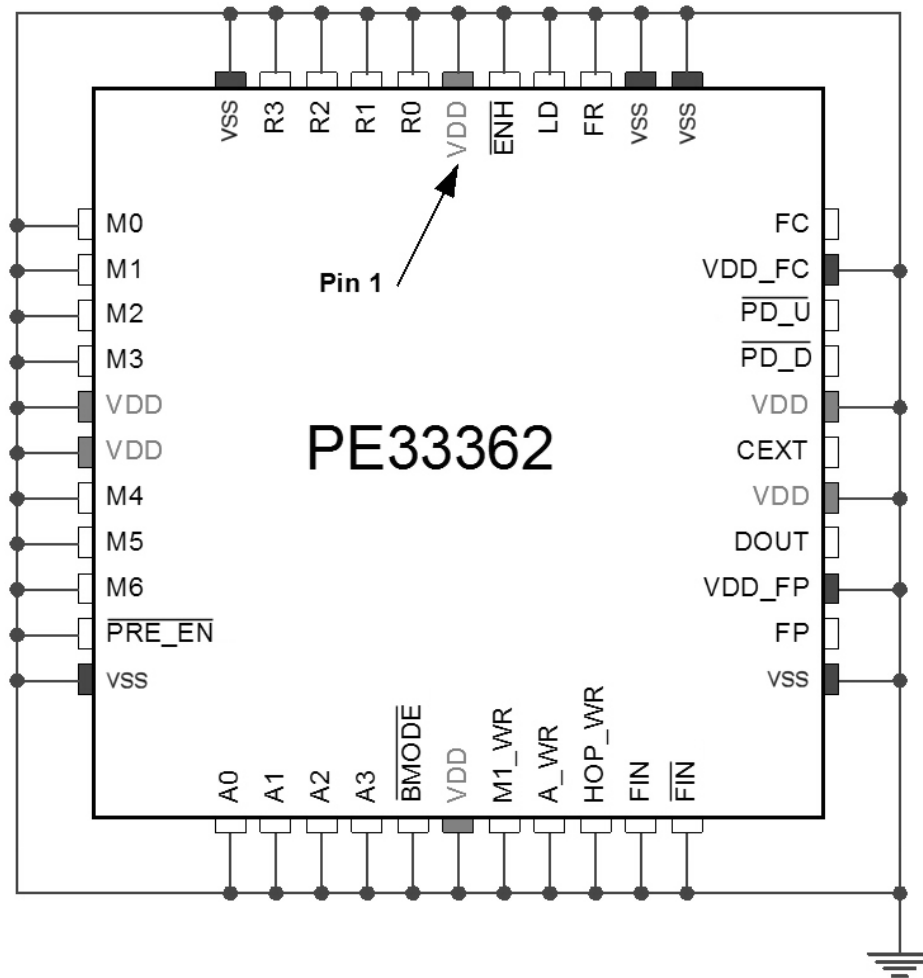 VSS
R3
R2
R1
R0
VDD
ENH
LD
FR
VSS
VSS
Pin 1
M0
M1
M2
M3
VDD
VDD
M4
M5
M6
PRE_EN
VSS
PE33362
FC
VDD_FC
PD_U
PD_D
VDD
CEXT
VDD
DOUT
VDD_FP
FP
VSS
A0
A1
A2
A3
BMODE
VDD
M1_WR
A_WR
HOP_WR
FIN
FIN